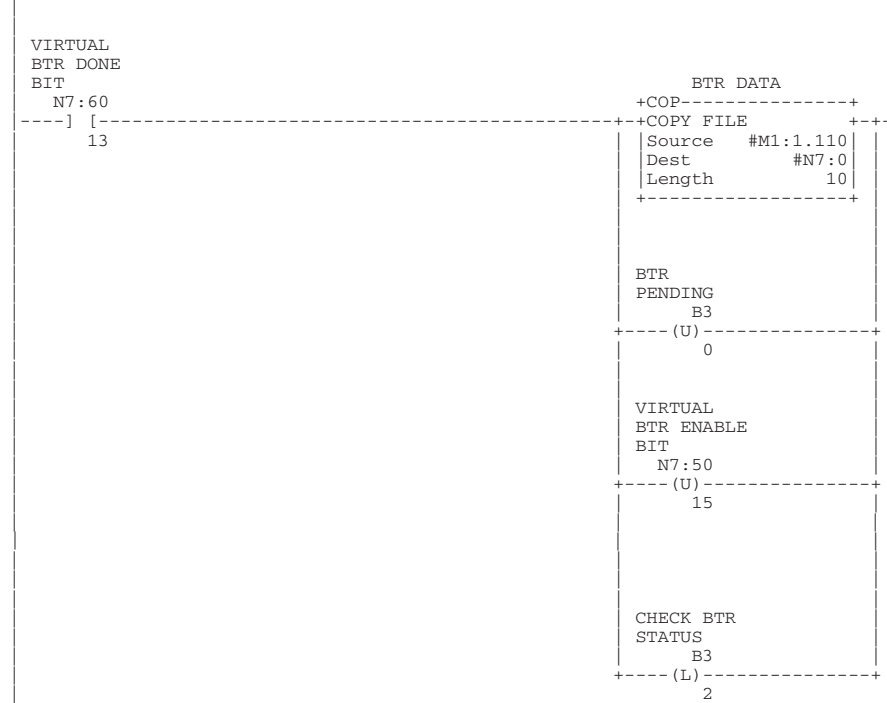 VIRTUAL
BTR DONE
BIT
BTR DATA
N7:60
+COP---------------+
----] [----------------------------------------------+-+COPY FILE +-+-
13
Source #M1:1.110
Dest #N7:0
Length 10
+------------------+
BTR
PENDING
B3
+----(U)---------------+
0
VIRTUAL
BTR ENABLE
BIT
N7:50
+----(U)---------------+
15
CHECK BTR
STATUS
B3
+----(L)---------------+
2